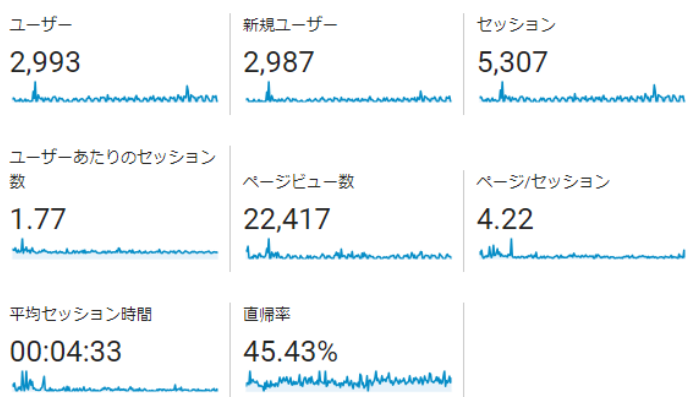 ユーザー
2,993
新規ユーザー
2,987
セッション
5,307
ユーザーあたりのセッション
数
1.77
ページビュー数
22,417
ページ/セッション
4.22
平均セッション時間
00:04:33
直帰率
45.43%